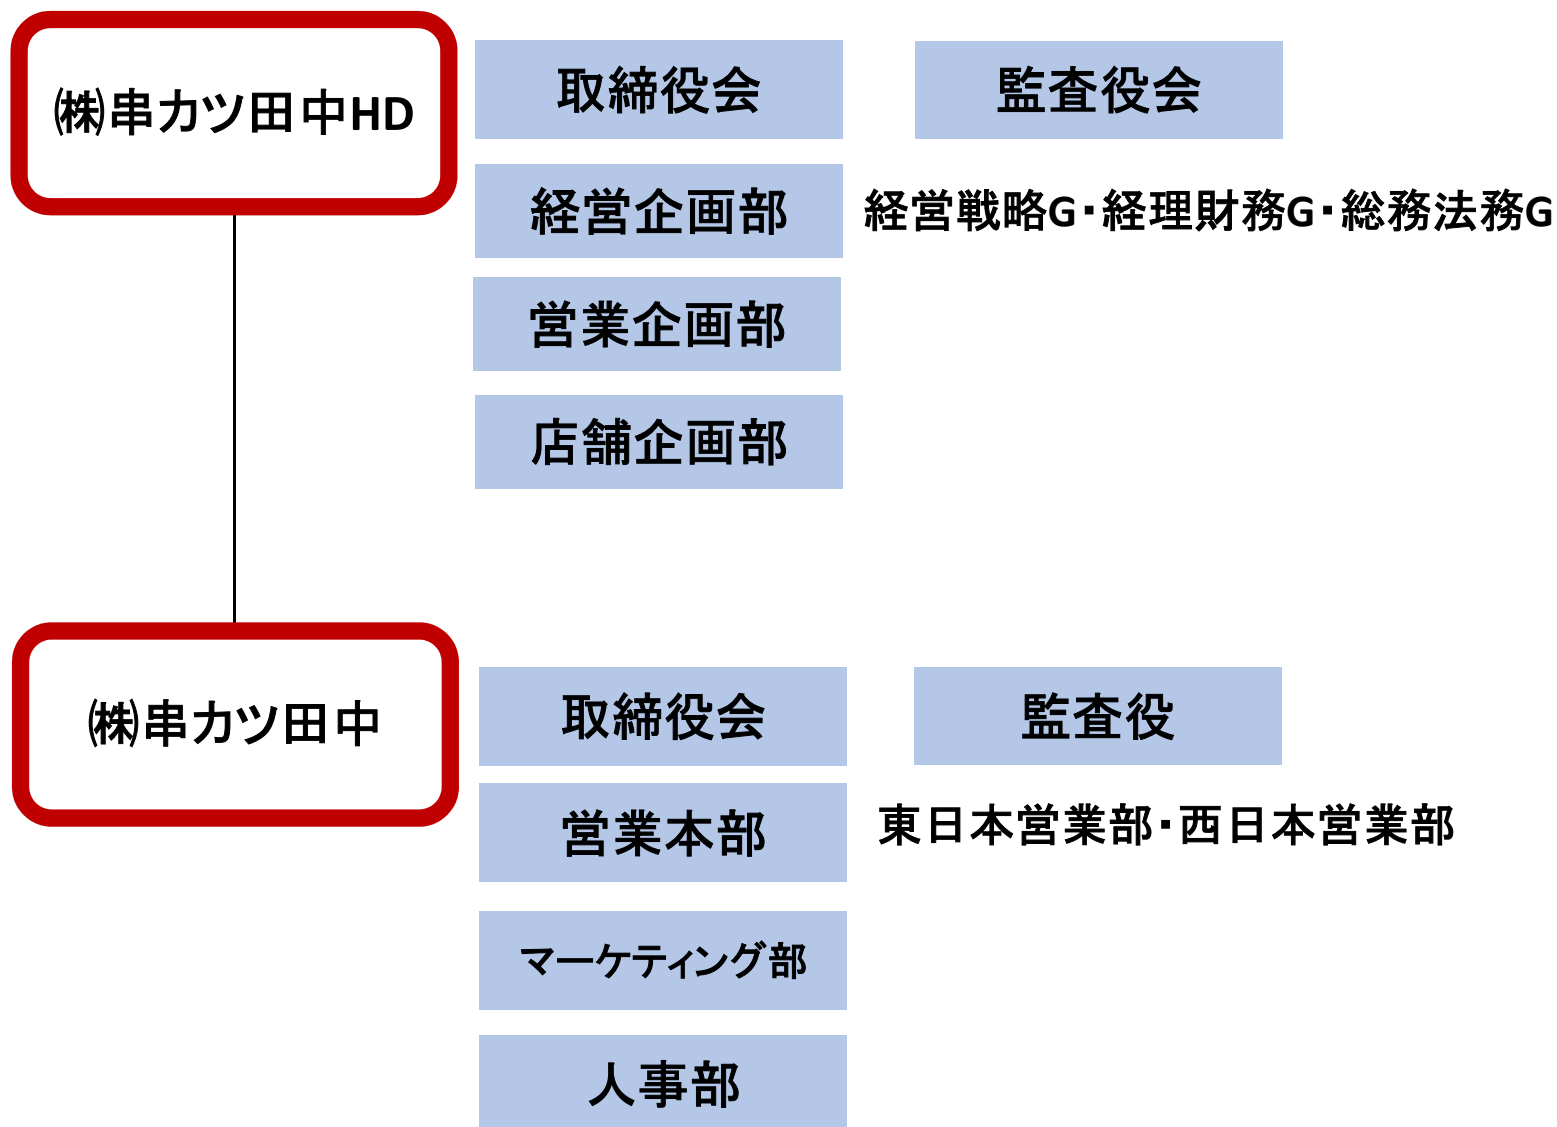 ㈱串カツ田中HD
取締役会
監査役会
経営企画部
経営戦略G・経理財務G・総務法務G
営業企画部
店舗企画部
㈱串カツ田中
取締役会
監査役
営業本部
東日本営業部・西日本営業部
マーケティング部
人事部